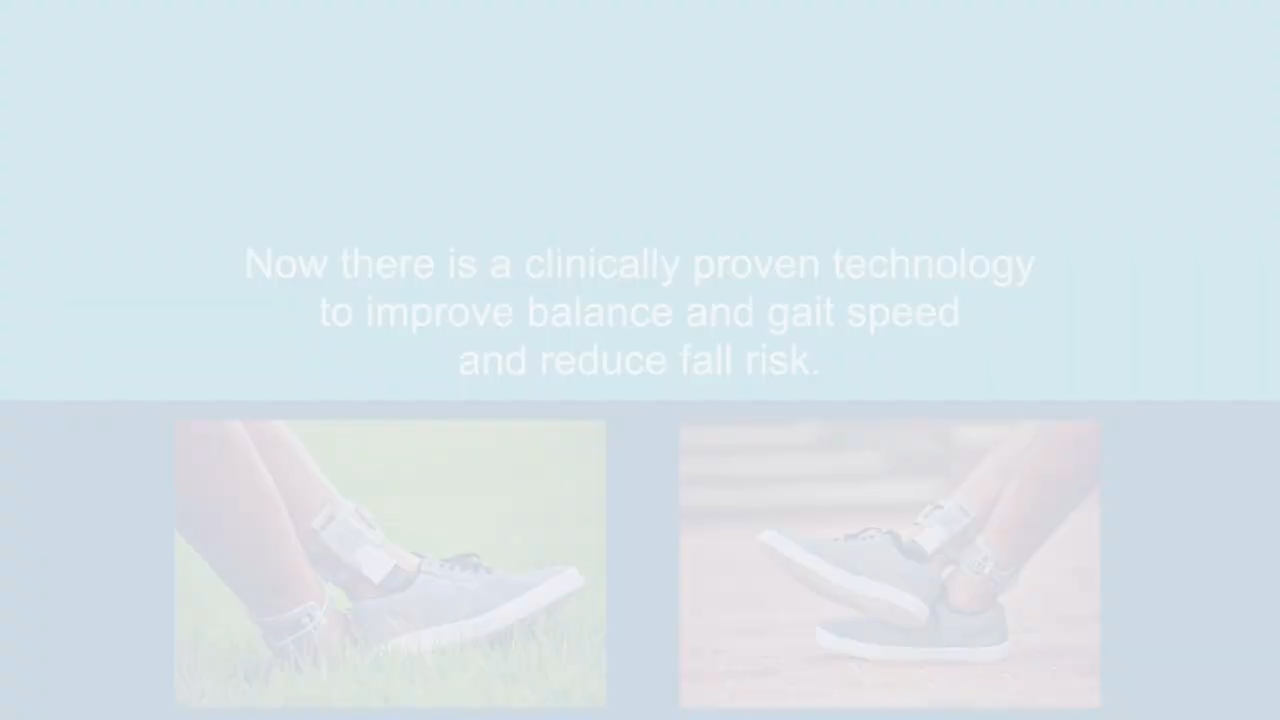 Now there is a clinically proven technology
to improve balance and gait speed
and reduce fall risk.